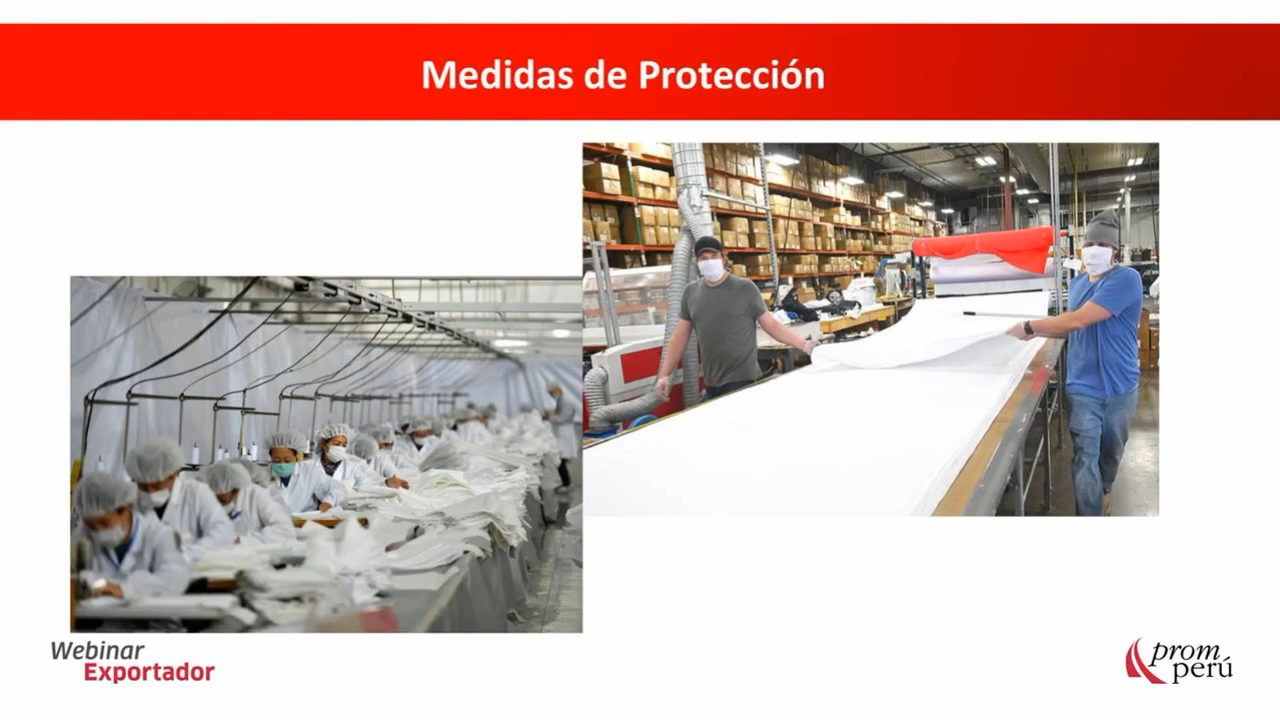 Medidas de Protección
Webinar
Exportador
prom
perú